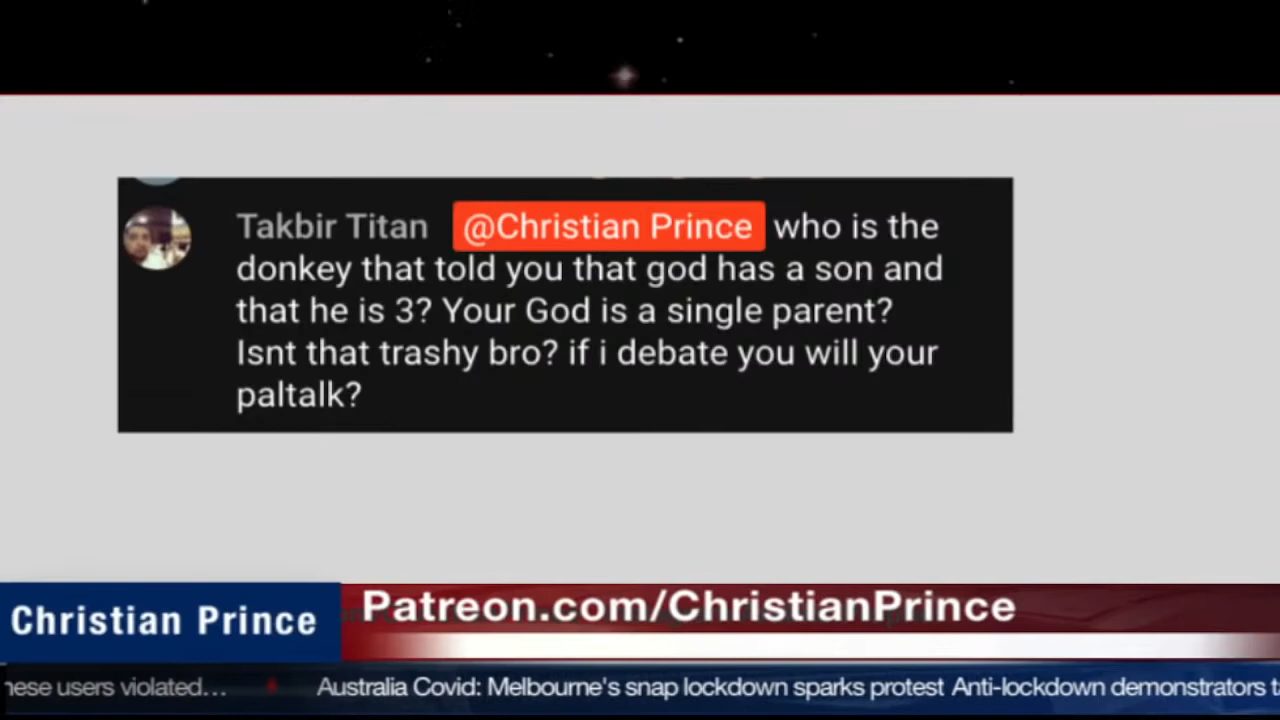 Takbir Titan @Christian Prince who is the
donkey that told you that god has a son and
that he is 3? Your God is a single parent?
Isnt that trashy bro? if i debate you will your
paltalk?
Christian Prince
Patreon.com/ChristianPrince
users violated... Australia Covid: Melbourne's snap lockdown sparks protest Anti-lockdown demonstrators